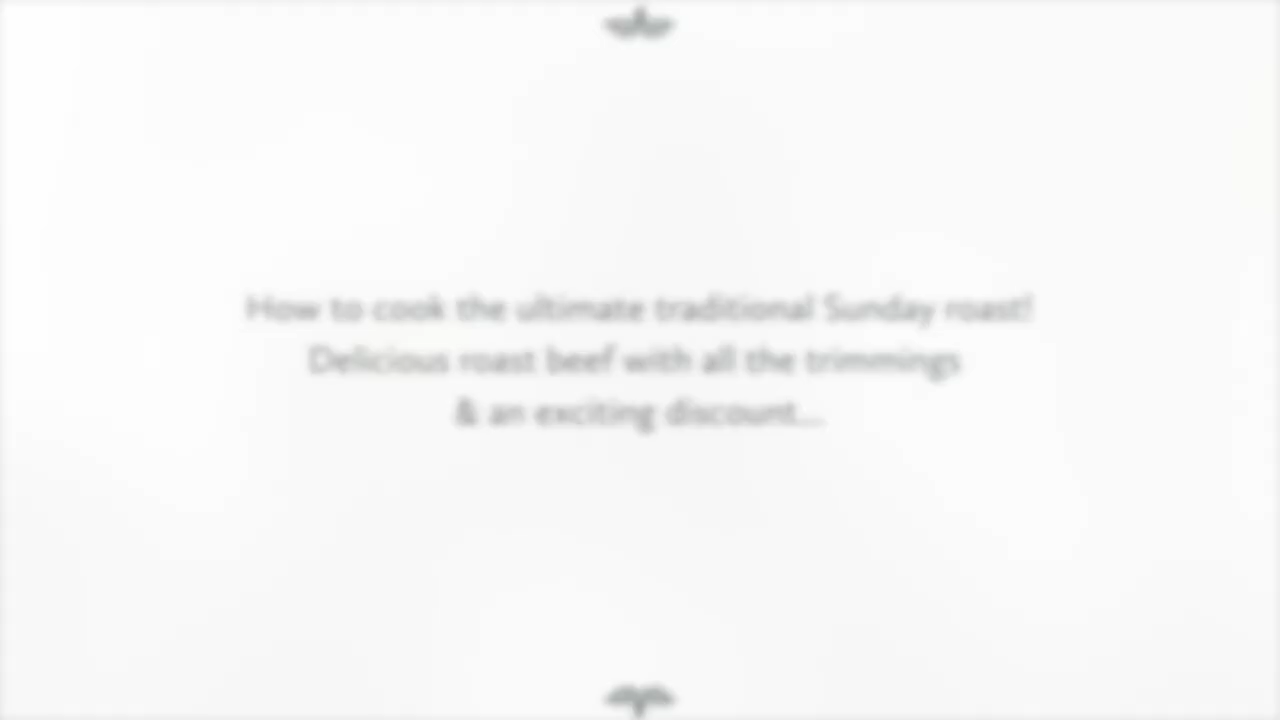 How to cook the ultimate traditional Sunday roast!
Delicious roast beef with all the trimmings
& an exciting discount...